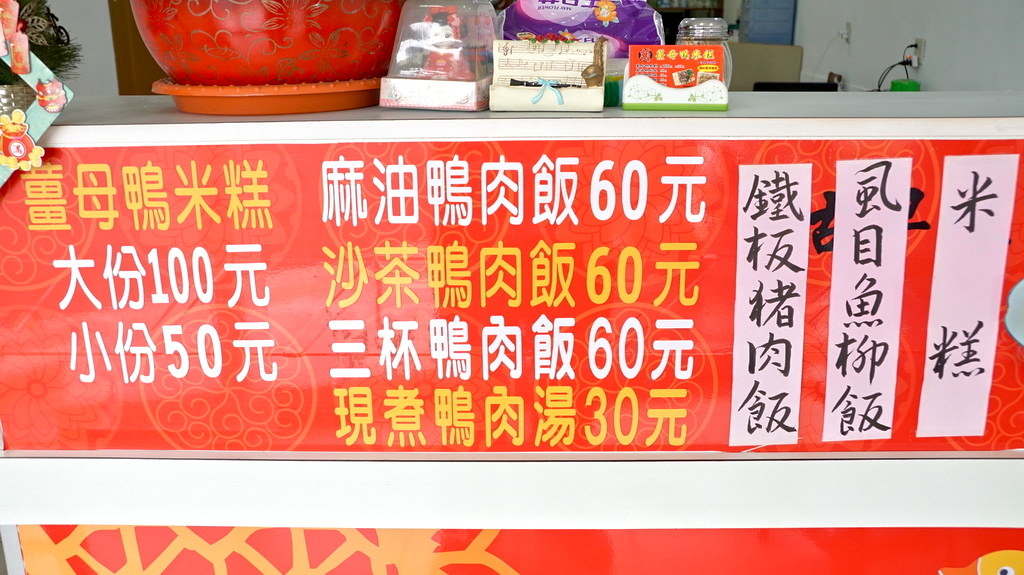 薑母鴨米糕
薑母鴨米糕
大份100元
小份50元
麻油鴨肉飯60元
沙茶鴨肉飯60元
三杯鴨肉飯60元
現煮鴨肉湯30元
鐵板猪肉飯
風目魚柳飯
米糕